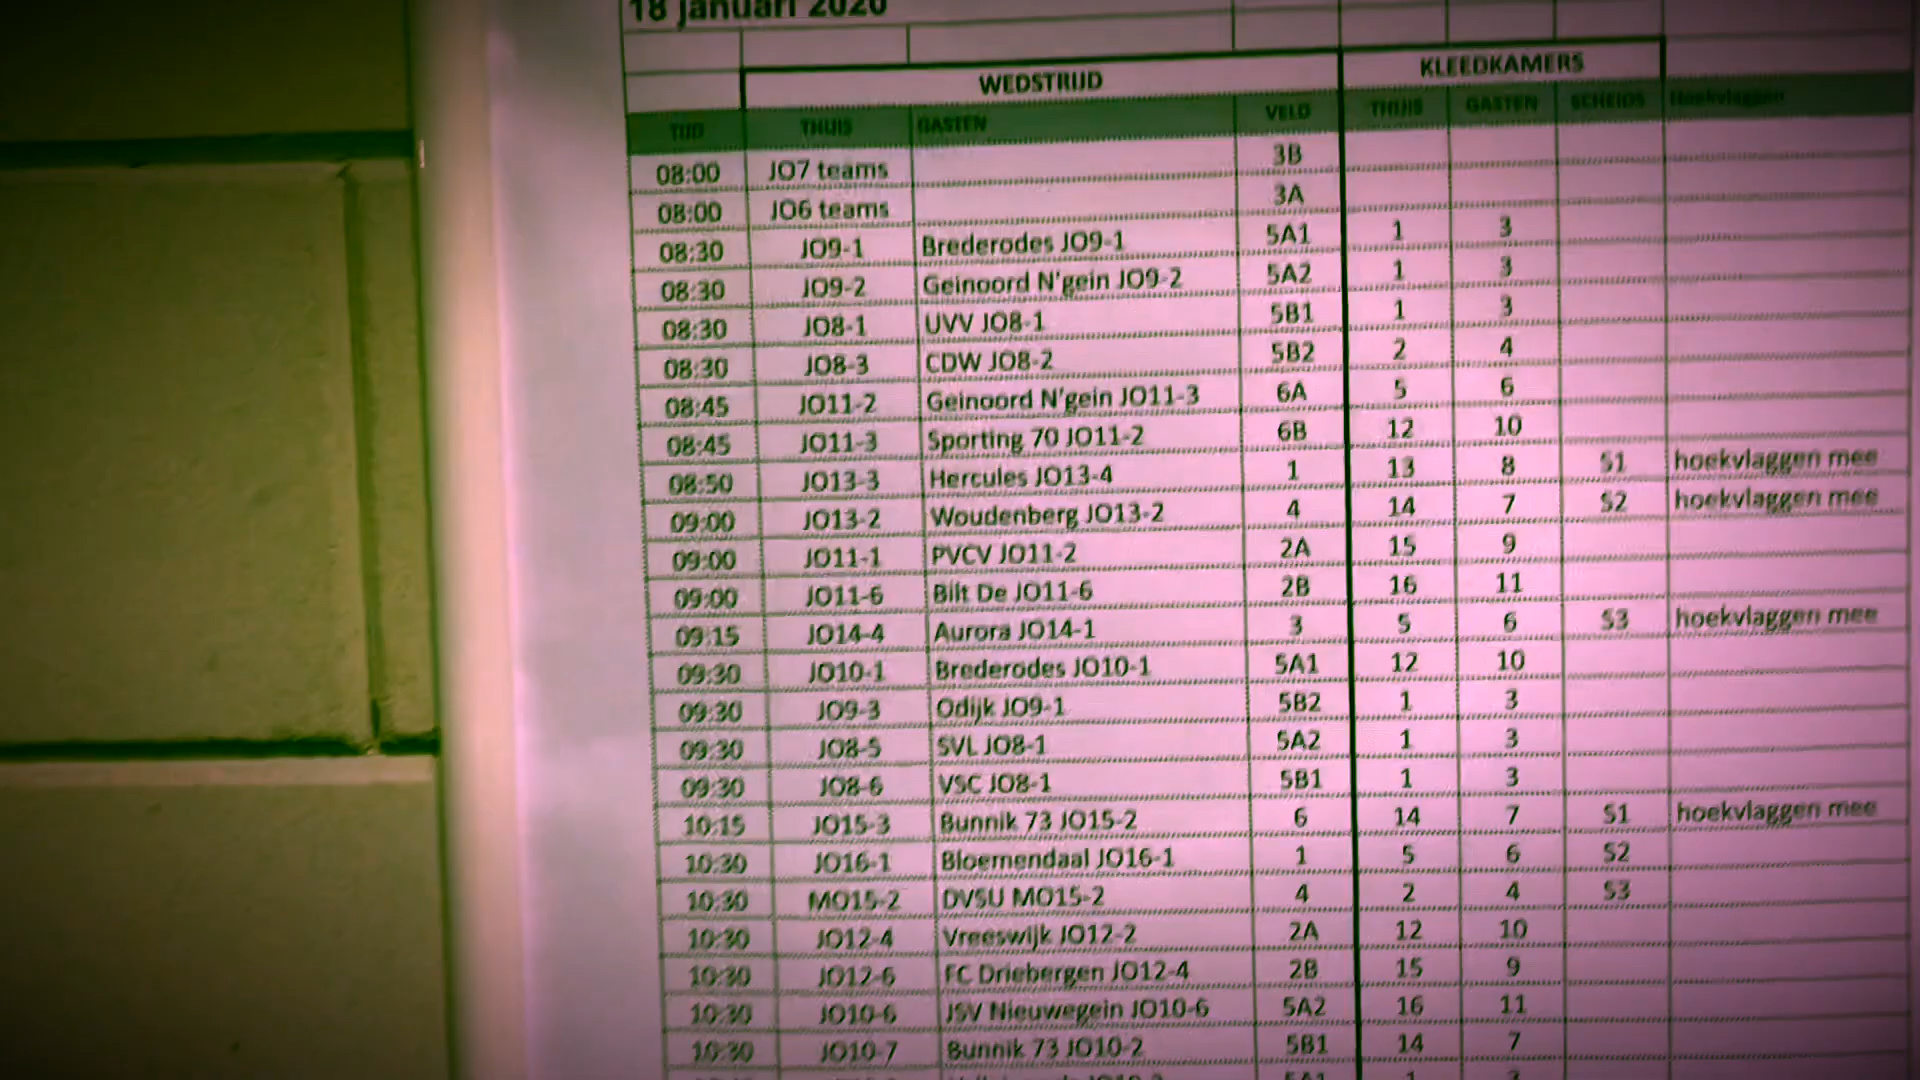 18 januari 2020
WEDSTRIJD KLEEDKAMERS
TIJD THUIS GASTEN VELD THUIS GASTEN SCHEIDS Hoekvlaggen
08:00 JO7 teams 3B
08:00 JO6 teams 3A
08:30 JO9-1 Brederodes JO9-1 5A1 1 3
08:30 JO9-2 Geinoord N'gein JO9-2 5A2 1 3
08:30 JO8-1 UVV JO8-1 5B1 1 3
08:30 JO8-3 CDW JO8-2 5B2 2 4
08:45 JO11-2 Geinoord N'gein JO11-3 6A 5 6
08:45 JO11-3 Sporting 70 JO11-2 6B 12 10
08:50 JO13-3 Hercules JO13-4 1 13 8 S1 hoekvlaggen mee
09:00 JO13-2 Woudenberg JO13-2 4 14 7 S2 hoekvlaggen mee
09:00 JO11-1 PVCV JO11-2 2A 15 9
09:00 JO11-6 Bilt De JO11-6 2B 16 11
09:15 JO14-4 Aurora JO14-1 3 5 6 S3 hoekvlaggen mee
09:30 JO10-1 Brederodes JO10-1 5A1 12 10
09:30 JO9-3 Odijk JO9-1 5B2 1 3
09:30 JO8-5 SVL JO8-1 5A2 1 3
09:30 JO8-6 VSC JO8-1 5B1 1 3
10:15 JO15-3 Bunnik 73 JO15-2 6 14 7 S1 hoekvlaggen mee
10:30 JO16-1 Bloemendaal JO16-1 1 5 6 S2
10:30 MO15-2 DVSU MO15-2 4 2 4 S3
10:30 JO12-4 Vreeswijk JO12-2 2A 12 10
10:30 JO12-6 FC Driebergen JO12-4 2B 15 9
10:30 JO10-6 JSV Nieuwegein JO10-6 5A2 16 11
10:30 JO10-7 Bunnik 73 JO10-2 5B1 14 7